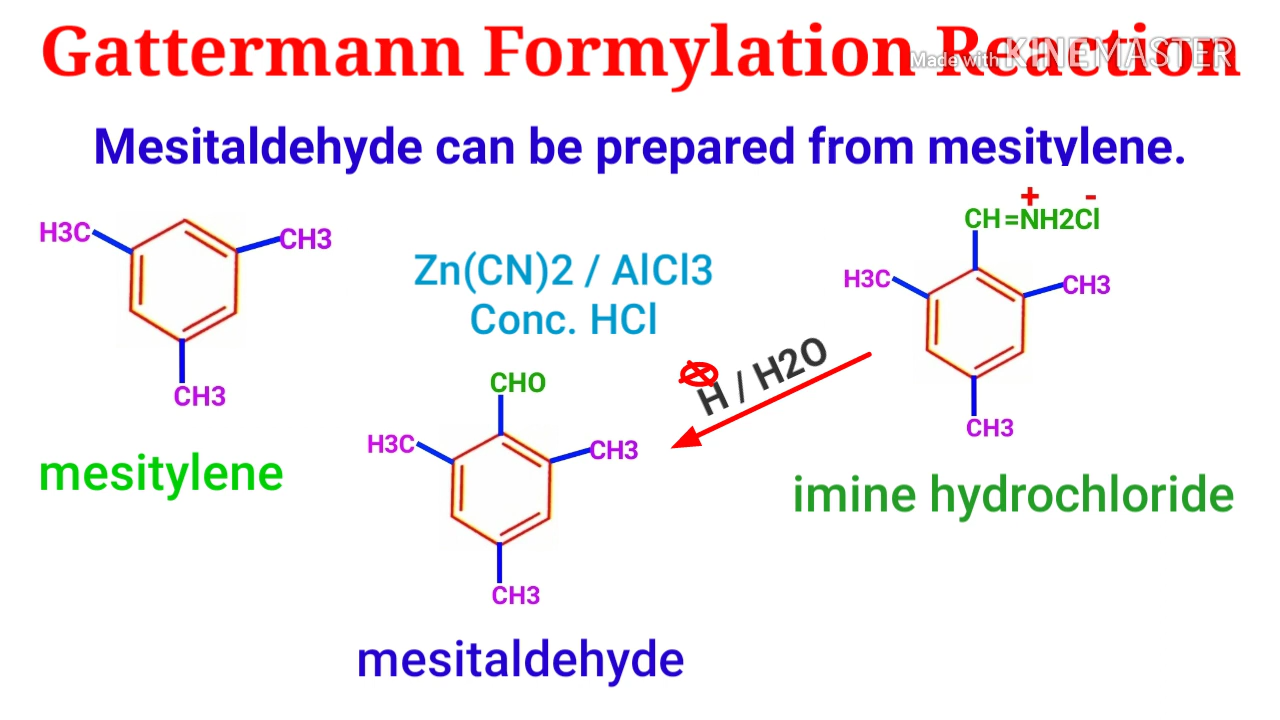 Gattermann Formylation Reaction
Made with KINEMASTER
Mesitaldehyde can be prepared from mesitylene.
H3C
CH3
CH3
mesitylene
Zn(CN)2 / AlCl3
Conc. HCl
+ -
CH=NH2Cl
H3C
CH3
CH3
imine hydrochloride
+
H / H2O
CHO
H3C
CH3
CH3
mesitaldehyde